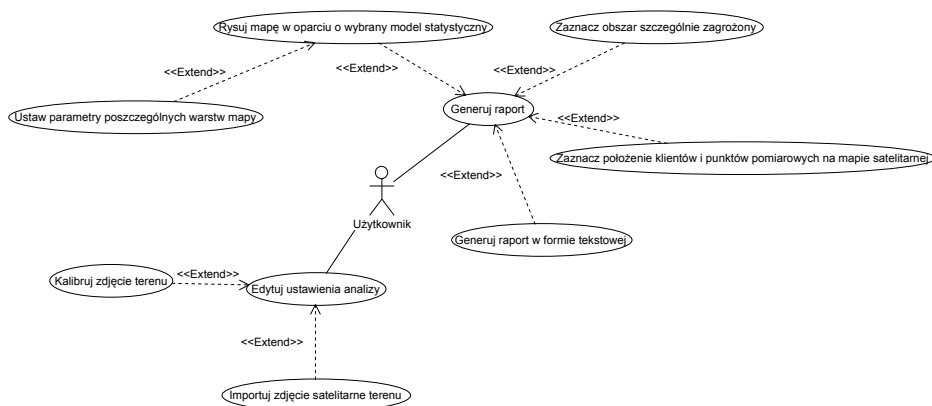 Rysuj mapę w oparciu o wybrany model statystyczny
Zaznacz obszar szczególnie zagrożony
<<Extend>>
<<Extend>>
<<Extend>>
Ustaw parametry poszczególnych warstw mapy
Generuj raport
<<Extend>>
Zaznacz położenie klientów i punktów pomiarowych na mapie satelitarnej
<<Extend>>
Użytkownik
Generuj raport w formie tekstowej
Kalibruj zdjęcie terenu
<<Extend>>
Edytuj ustawienia analizy
<<Extend>>
Importuj zdjęcie satelitarne terenu